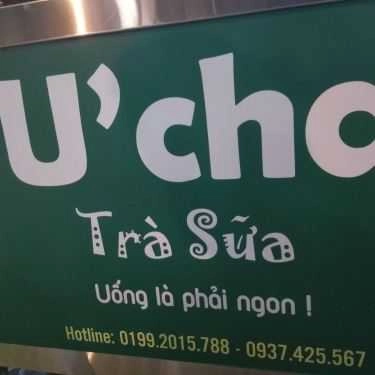 U'cho
Trà Sữa
Uống là phải ngon !
Hotline: 0199.2015.788 - 0937.425.567